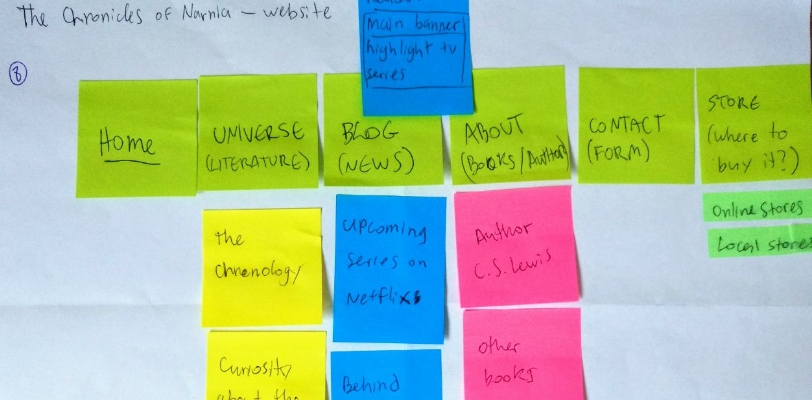 The Chronicles of Narnia – website
8
main banner
highlight tv
series
Home
UNIVERSE
(LITERATURE)
BLOG
(NEWS)
ABOUT
(BOOKS/Author)
CONTACT
(FORM)
STORE
(where to
buy it?)
Online Stores
Local stores
the
Chronology
Upcoming
series on
Netflix
Author
C.S. Lewis
Curiosity
about the
Behind
other
books